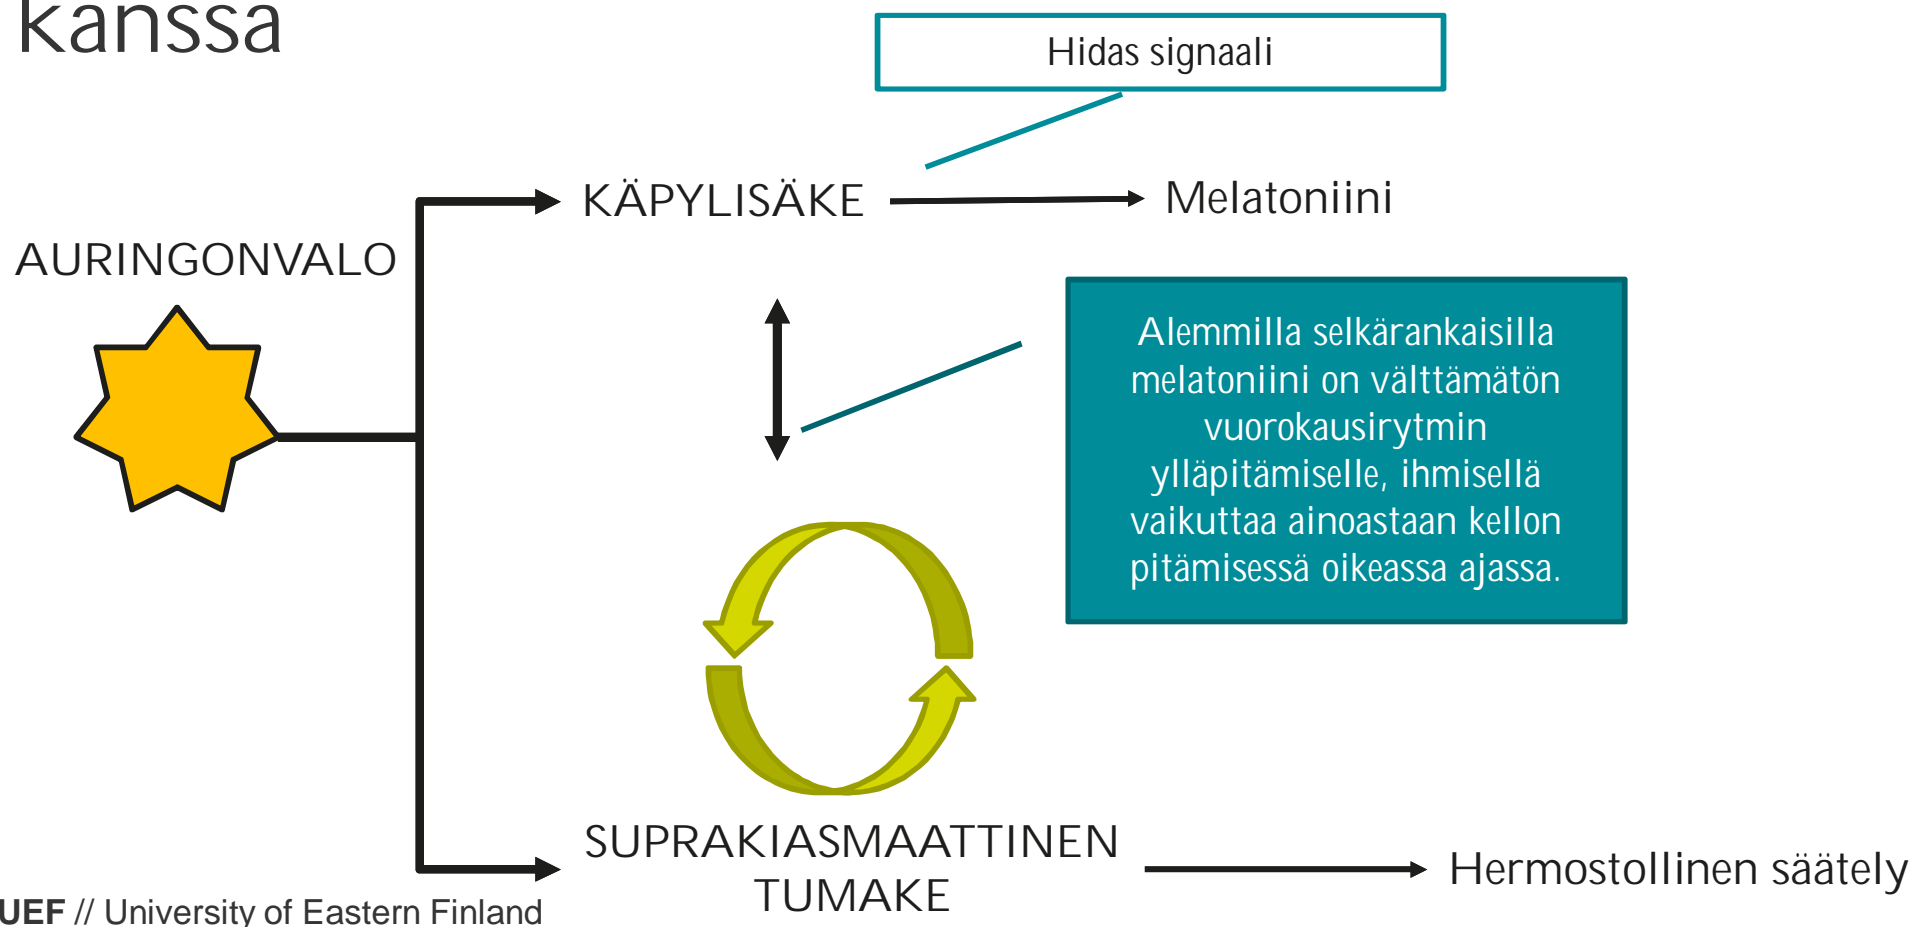 kanssa
Hidas signaali
KÄPYLISÄKE
Melatoniini
AURINGONVALO
Alemmilla selkärankaisilla
melatoniini on välttämätön
vuorokausirytmin
ylläpitämiselle, ihmisellä
vaikuttaa ainoastaan kellon
pitämisessä oikeassa ajassa.
SUPRAKIASMAATTINEN
TUMAKE
Hermostollinen säätely
UEF // University of Eastern Finland